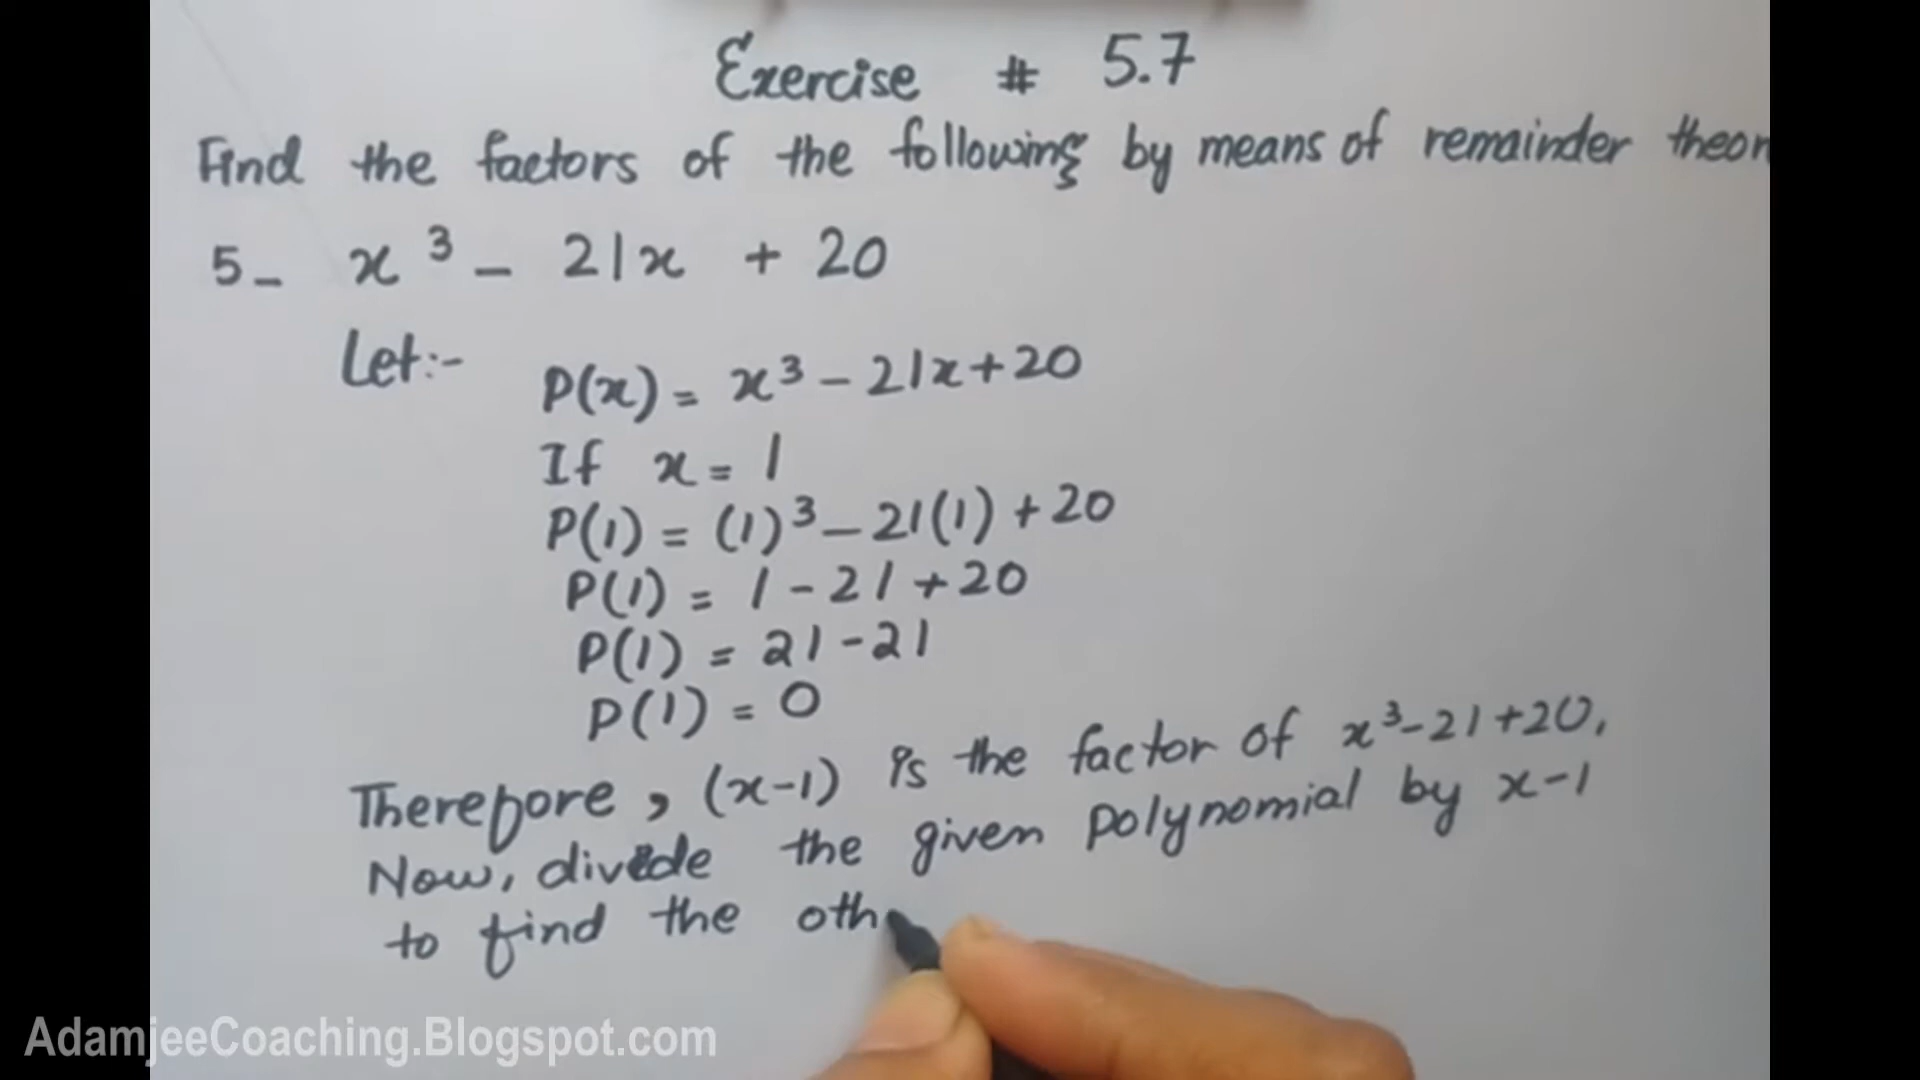 Exercise # 5.7
Find the factors of the following by means of remainder theor
5- x³ - 21x + 20
Let:-
P(x) = x³ - 21x + 20
If x = 1
P(1) = (1)³ - 21(1) + 20
P(1) = 1 - 21 + 20
P(1) = 21 - 21
P(1) = 0
Therefore, (x-1) is the factor of x³-21+20,
Now, divide the given polynomial by x-1
to find the oth
AdamjeeCoaching.Blogspot.com